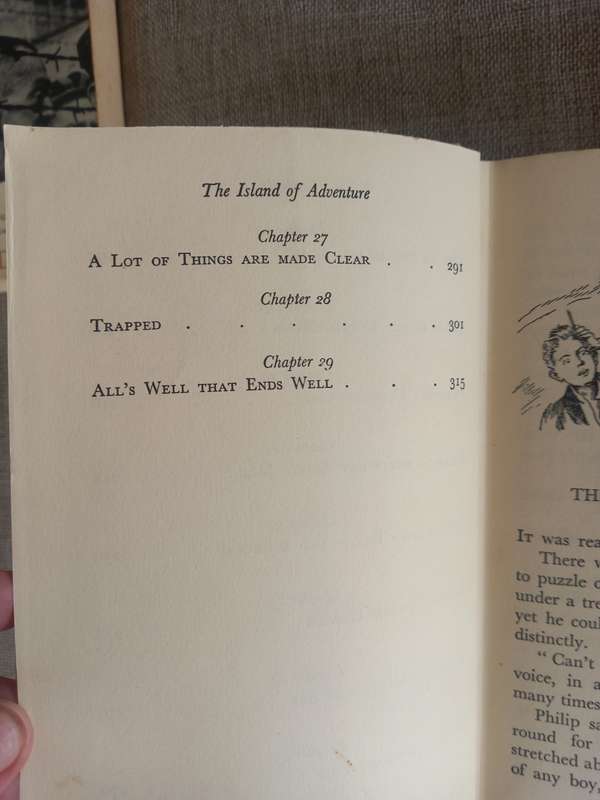 The Island of Adventure
Chapter 27
A Lot of Things are made Clear . . 291
Chapter 28
Trapped . . . . . . 301
Chapter 29
All's Well that Ends Well . . . 315
TH
It was rea
There w
to puzzle o
under a tre
yet he coul
distinctly.
" Can't
voice, in a
many times
Philip sa
round for
stretched ab
of any boy,